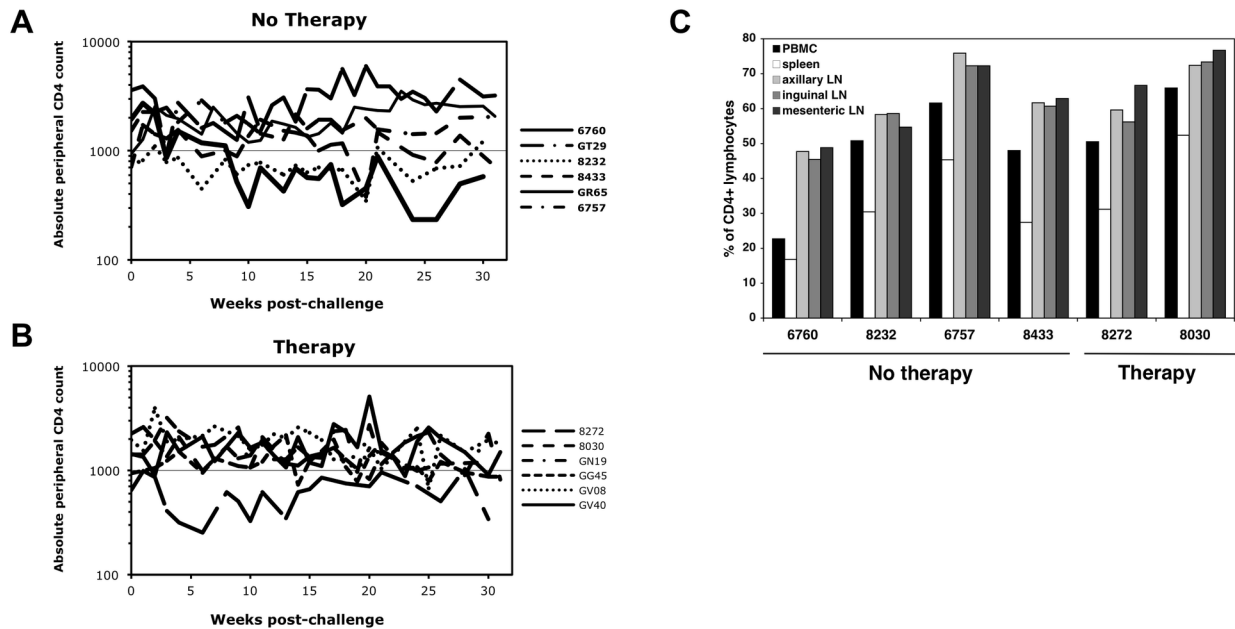 A
No Therapy
Absolute peripheral CD4 count
10000
1000
100
0 5 10 15 20 25 30
Weeks post-challenge
6760
GT29
8232
8433
GR65
6757
B
Therapy
Absolute peripheral CD4 count
10000
1000
100
0 5 10 15 20 25 30
Weeks post-challenge
8272
8030
GN19
GG45
GV08
GV40
C
% of CD4+ lymphocytes
80
70
60
50
40
30
20
10
0
PBMC
spleen
axillary LN
inguinal LN
mesenteric LN
6760 8232 6757 8433 8272 8030
No therapy Therapy